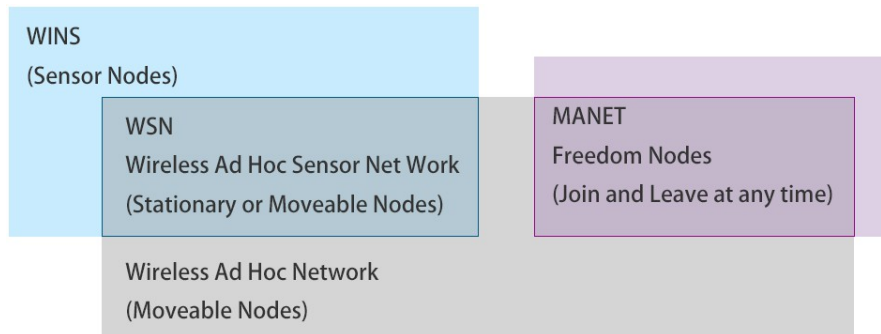 WINS
(Sensor Nodes)
WSN
Wireless Ad Hoc Sensor Net Work
(Stationary or Moveable Nodes)
MANET
Freedom Nodes
(Join and Leave at any time)
Wireless Ad Hoc Network
(Moveable Nodes)